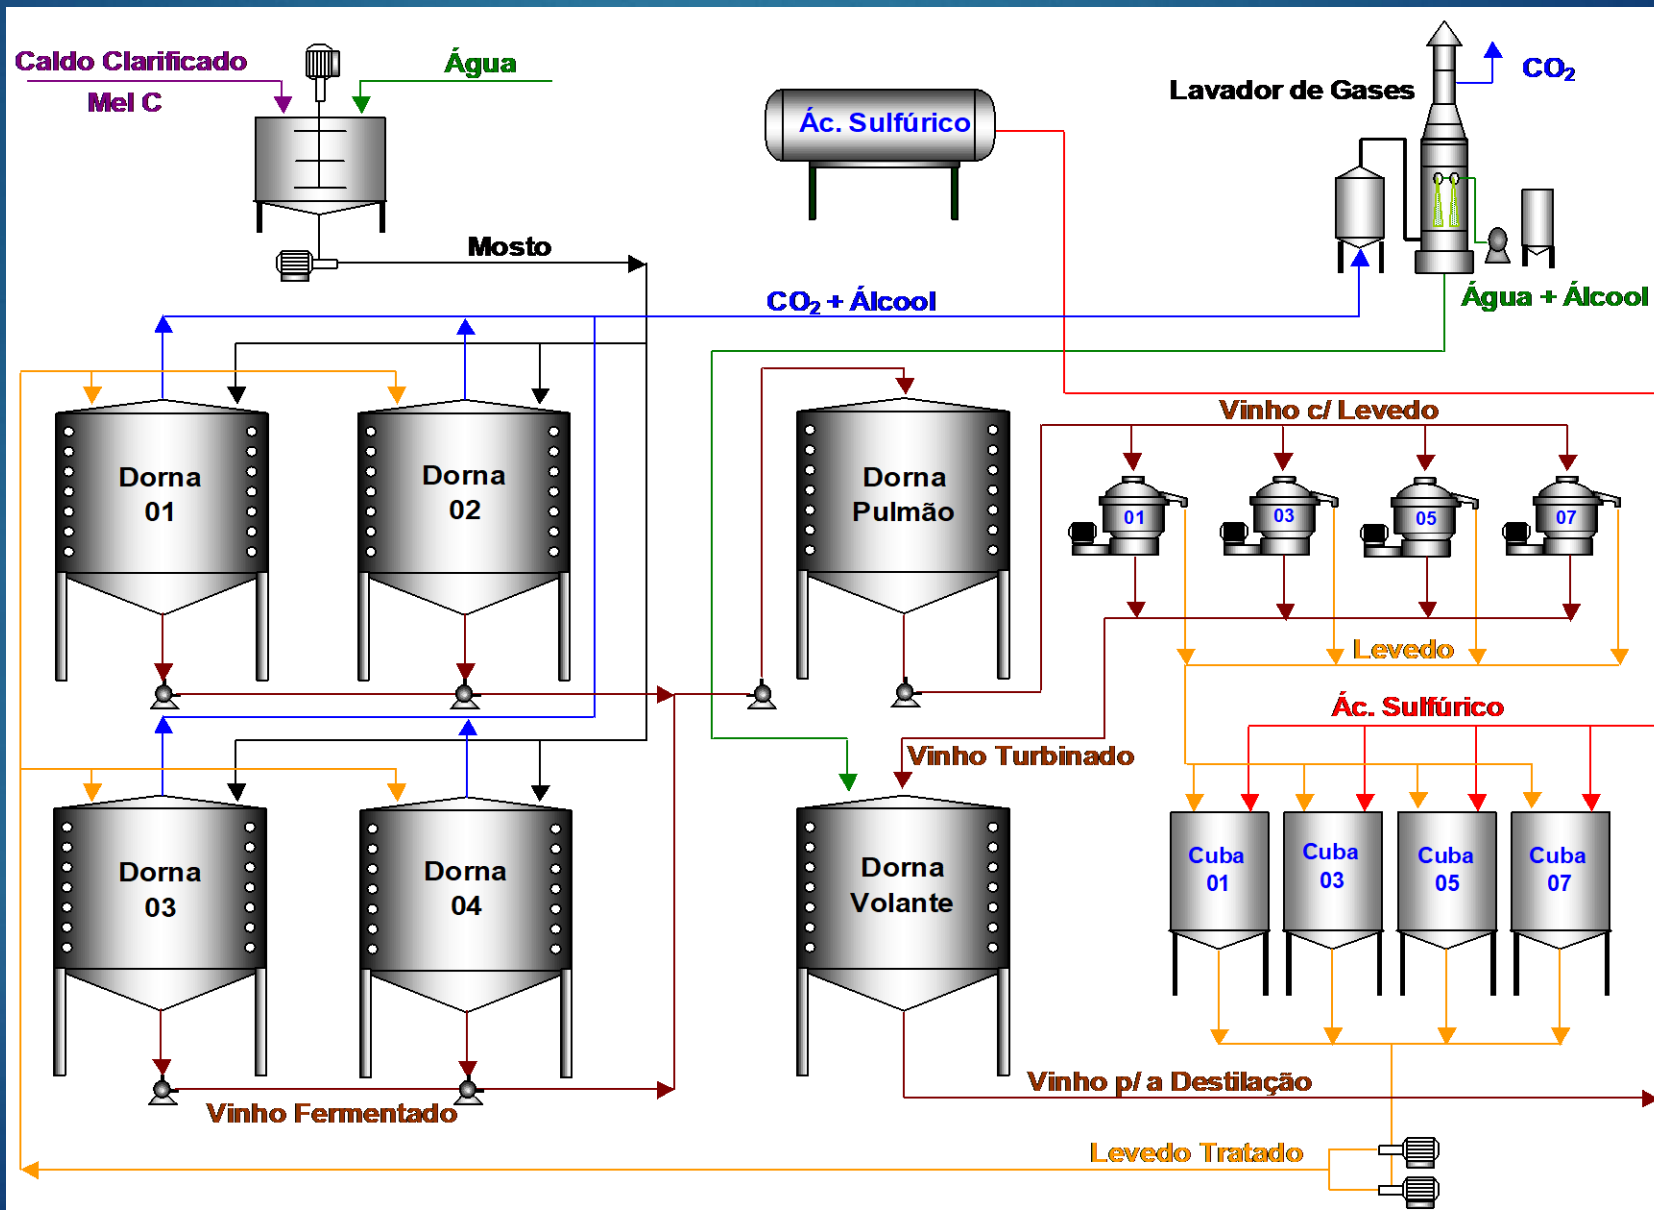 Caldo Clarificado
Mel C
Água
Ác. Sulfúrico
Lavador de Gases
CO₂
Mosto
CO₂ + Álcool
Água + Álcool
Vinho c/ Levedo
Dorna
01
Dorna
02
Dorna
Pulmão
01
03
05
07
Levedo
Ác. Sulfúrico
Vinho Turbinado
Dorna
03
Dorna
04
Dorna
Volante
Cuba
01
Cuba
03
Cuba
05
Cuba
07
Vinho p/ a Destilação
Vinho Fermentado
Levedo Tratado